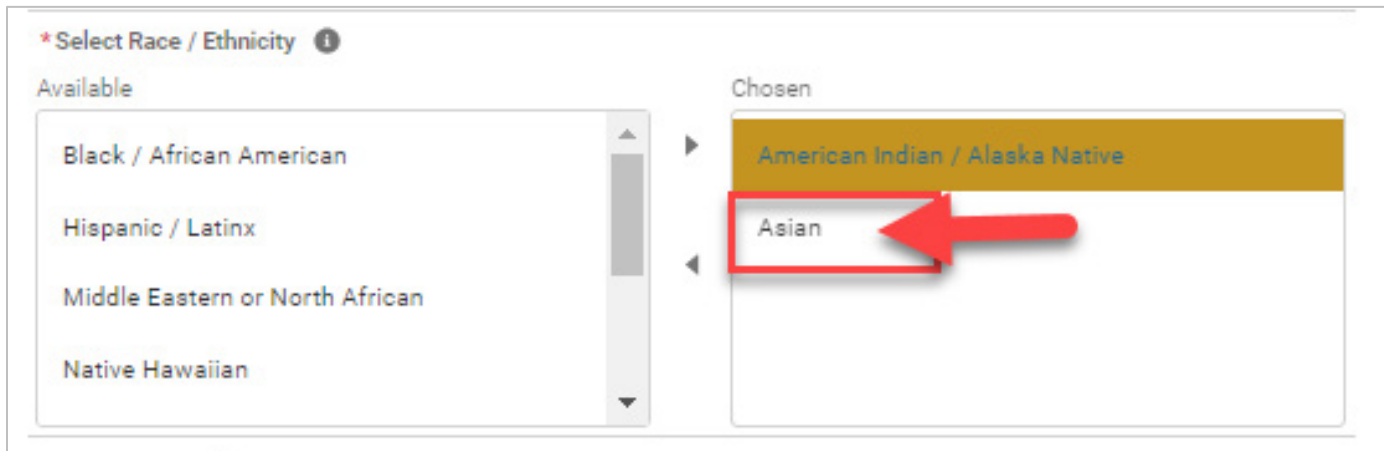 *Select Race / Ethnicity
Available
Chosen
Black / African American
Hispanic / Latinx
Middle Eastern or North African
Native Hawaiian
American Indian / Alaska Native
Asian